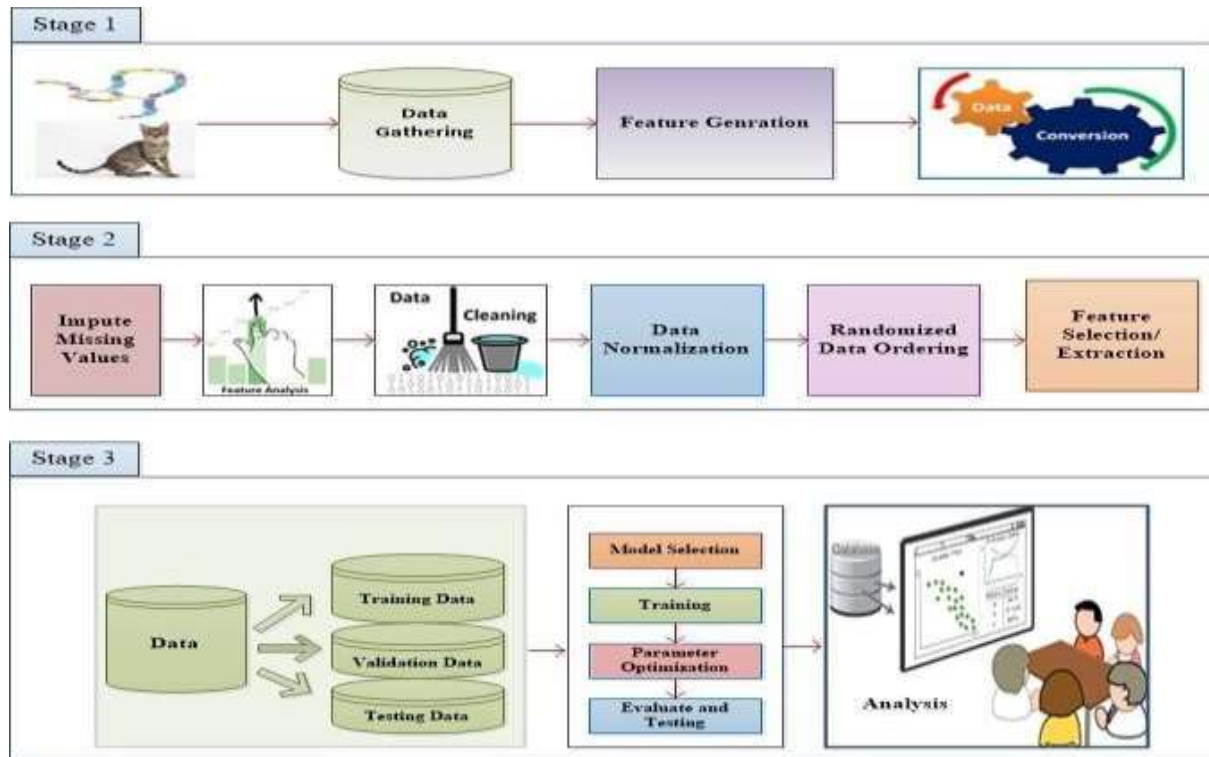 Stage 1
Data
Gathering
Feature Genration
Data
Conversion
Stage 2
Impute
Missing
Values
Feature Analysis
Data
Cleaning
Data
Normalization
Randomized
Data Ordering
Feature
Selection/
Extraction
Stage 3
Data
Training Data
Validation Data
Testing Data
Model Selection
Training
Parameter
Optimization
Evaluate and
Testing
Database
Analysis